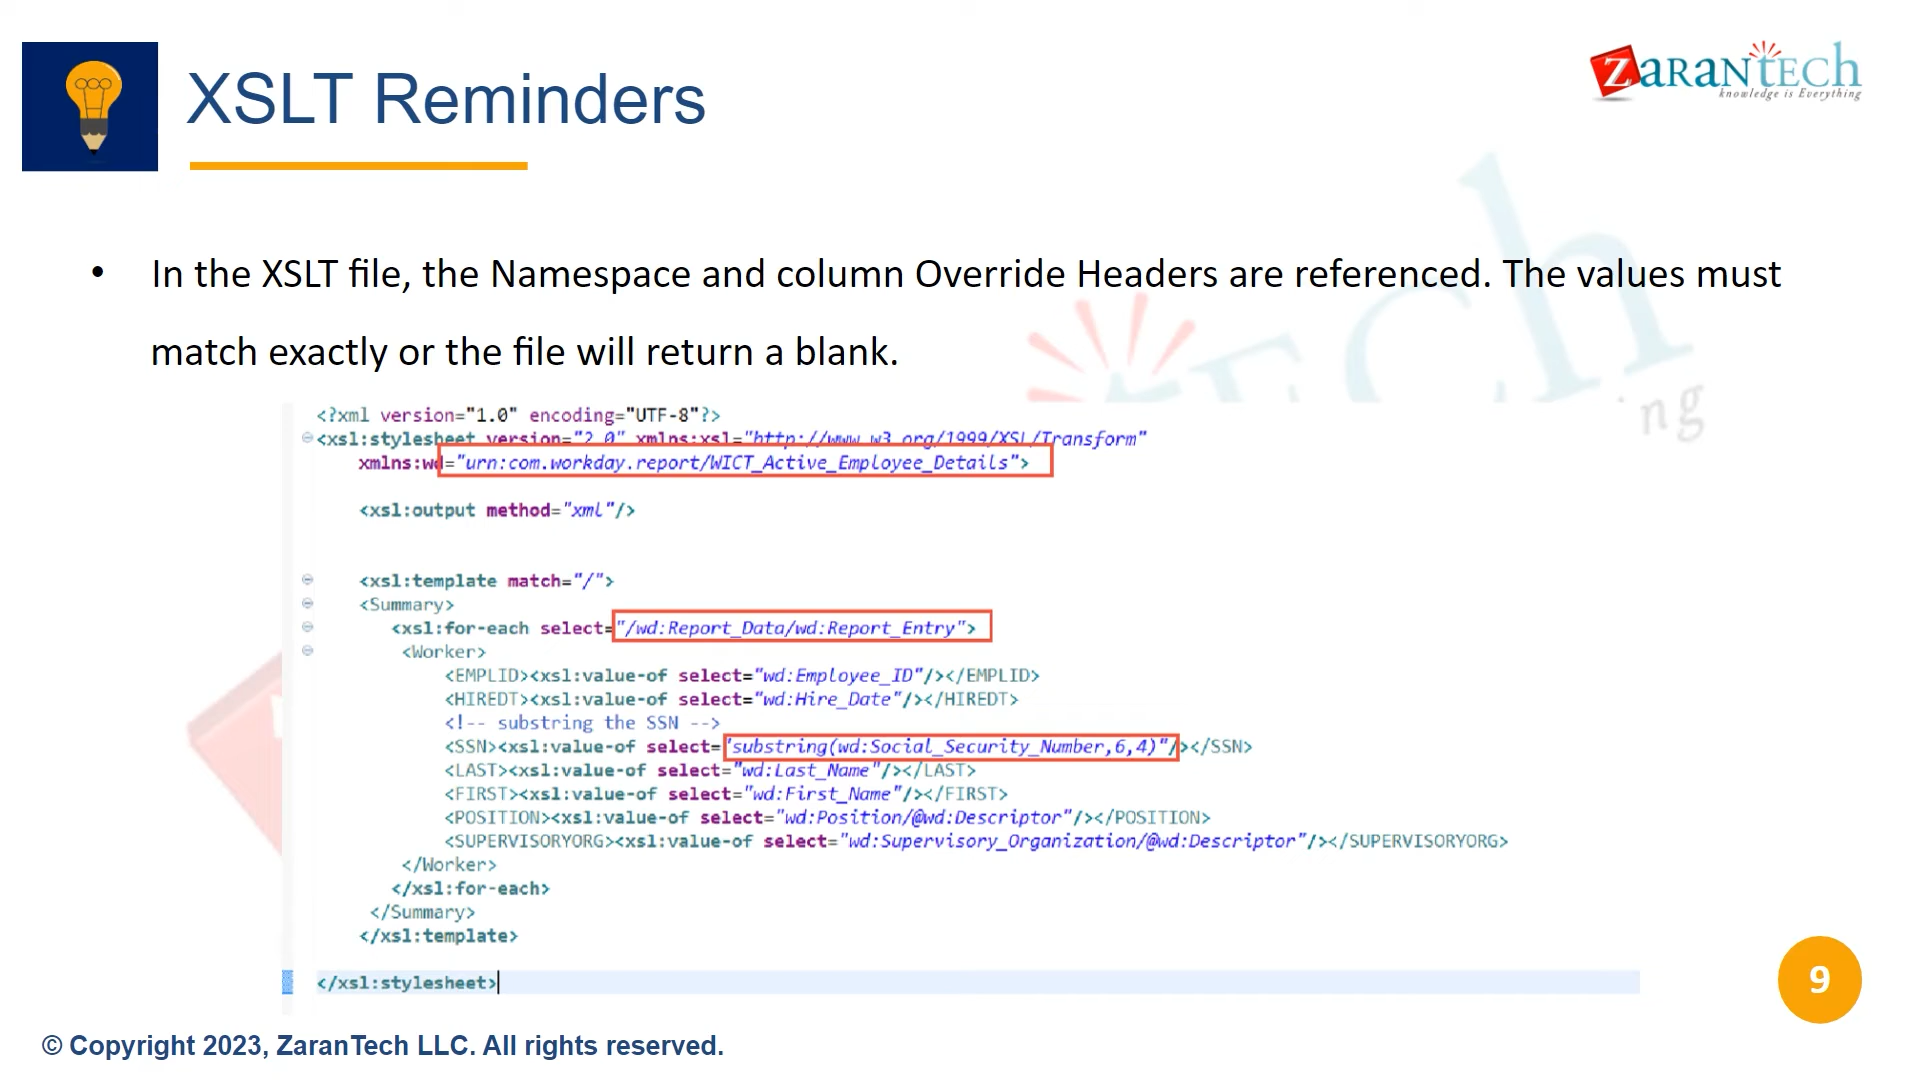 XSLT Reminders
ZARANTECH
knowledge is Everything
• In the XSLT file, the Namespace and column Override Headers are referenced. The values must
match exactly or the file will return a blank.
<?xml version="1.0" encoding="UTF-8"?>
<xsl:stylesheet version="2.0" xmlns:xsl="http://www.w3.org/1999/XSL/Transform"
xmlns:wd="urn:com.workday.report/WICT_Active_Employee_Details">
<xsl:output method="xml"/>
<xsl:template match="/">
<Summary>
<xsl:for-each select="/wd:Report_Data/wd:Report_Entry">
<Worker>
<EMPLID><xsl:value-of select="wd:Employee_ID"/></EMPLID>
<HIREDT><xsl:value-of select="wd:Hire_Date"/></HIREDT>
<!-- substring the SSN -->
<SSN><xsl:value-of select="substring(wd:Social_Security_Number,6,4)"/></SSN>
<LAST><xsl:value-of select="wd:Last_Name"/></LAST>
<FIRST><xsl:value-of select="wd:First_Name"/></FIRST>
<POSITION><xsl:value-of select="wd:Position/@wd:Descriptor"/></POSITION>
<SUPERVISORYORG><xsl:value-of select="wd:Supervisory_Organization/@wd:Descriptor"/></SUPERVISORYORG>
</Worker>
</xsl:for-each>
</Summary>
</xsl:template>
</xsl:stylesheet>
9
© Copyright 2023, ZaranTech LLC. All rights reserved.